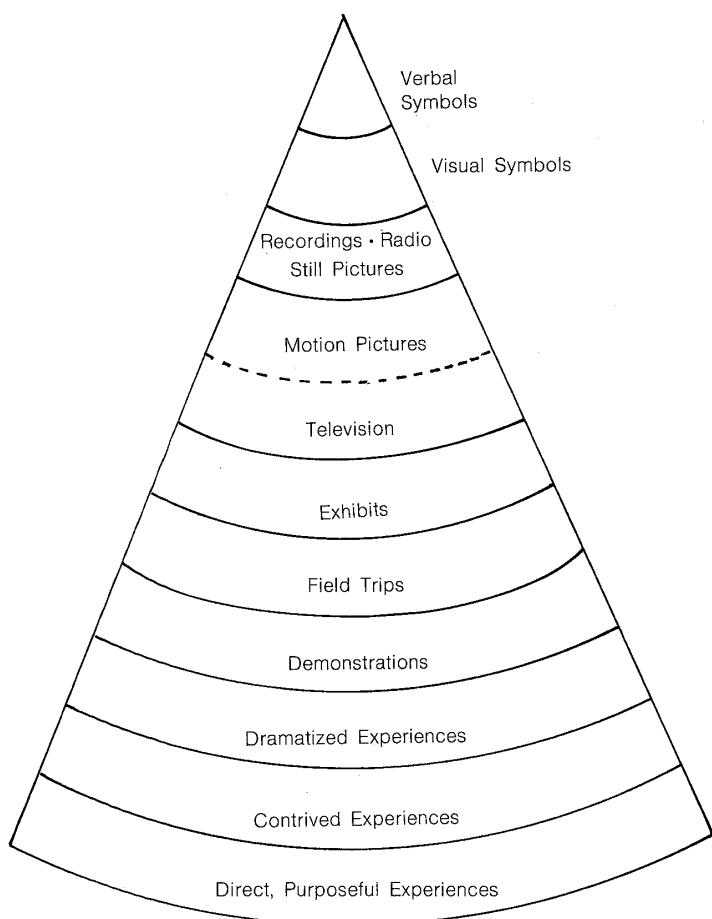 Verbal
Symbols
Visual Symbols
Recordings · Radio
Still Pictures
Motion Pictures
Television
Exhibits
Field Trips
Demonstrations
Dramatized Experiences
Contrived Experiences
Direct, Purposeful Experiences